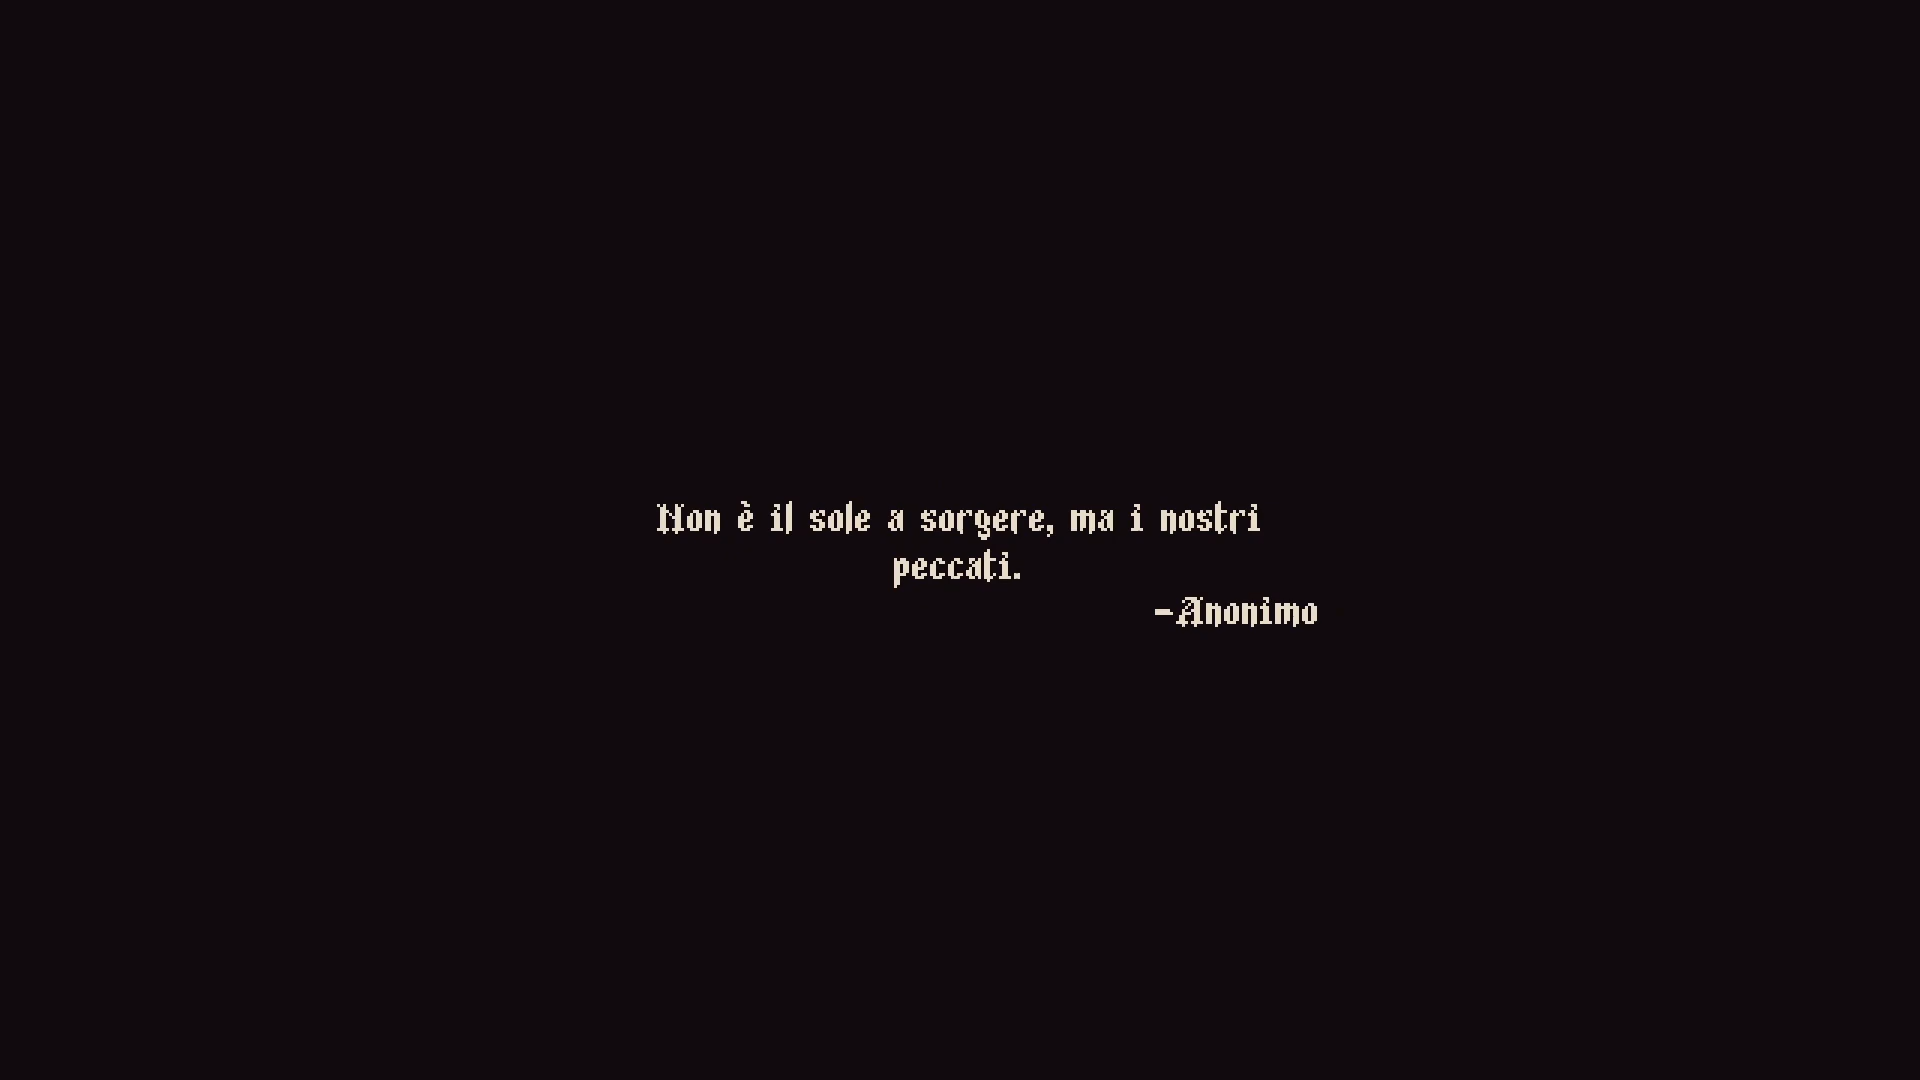 Non è il sole a sorgere, ma i nostri
peccati.
-Anonimo